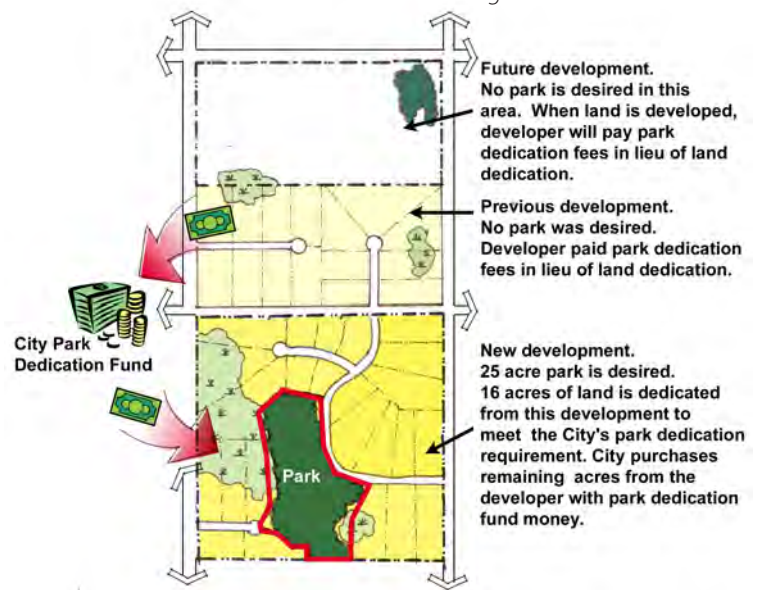 Future development.
No park is desired in this
area. When land is developed,
developer will pay park
dedication fees in lieu of land
dedication.
Previous development.
No park was desired.
Developer paid park dedication
fees in lieu of land dedication.
City Park
Dedication Fund
New development.
25 acre park is desired.
16 acres of land is dedicated
from this development to
meet the City's park dedication
requirement. City purchases
remaining acres from the
developer with park dedication
fund money.
Park